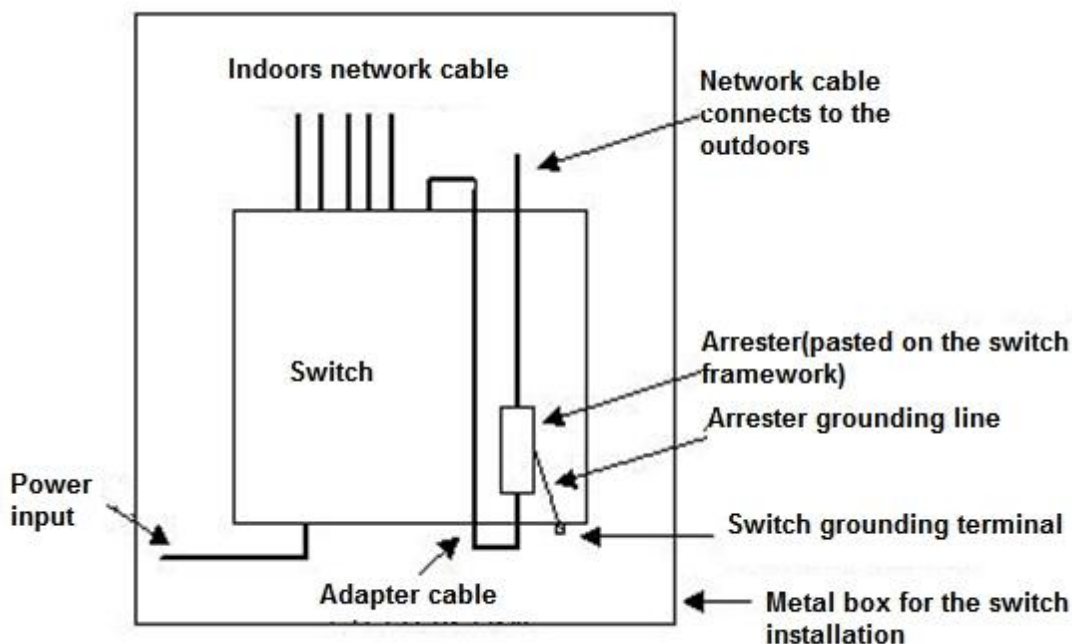 Indoors network cable
Network cable
connects to the
outdoors
Switch
Arrester(pasted on the switch
framework)
Arrester grounding line
Power
input
Switch grounding terminal
Adapter cable
Metal box for the switch
installation